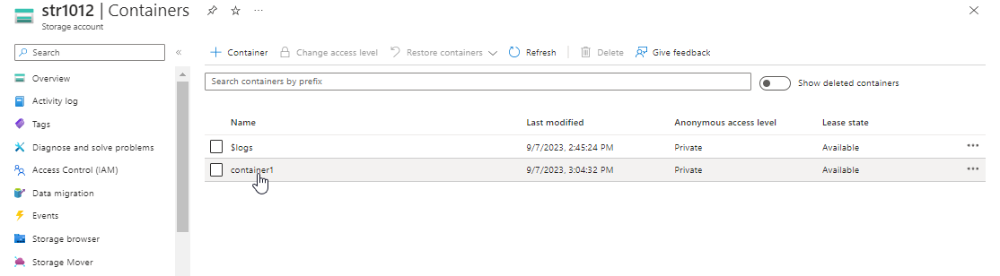 str1012 | Containers
Storage account
Search
Container
Change access level
Restore containers
Refresh
Delete
Give feedback
Overview
Activity log
Tags
Diagnose and solve problems
Access Control (IAM)
Data migration
Events
Storage browser
Storage Mover
Search containers by prefix
Show deleted containers
Name Last modified Anonymous access level Lease state
$logs 9/7/2023, 2:45:24 PM Private Available
container1 9/7/2023, 3:04:32 PM Private Available